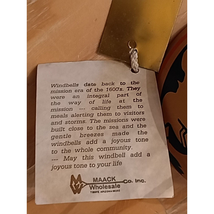 Windbells date back to the
mission era of the 1600's. They
were an integral part of
the way of life at the
mission — calling them to
meals alerting them to visitors
and storms. The missions were
built close to the sea and the
gentle breezes made the
windbells add a joyous tone
to the whole community.
— May this windbell add a
joyous tone to your life
MAACK
Wholesale Co. Inc.